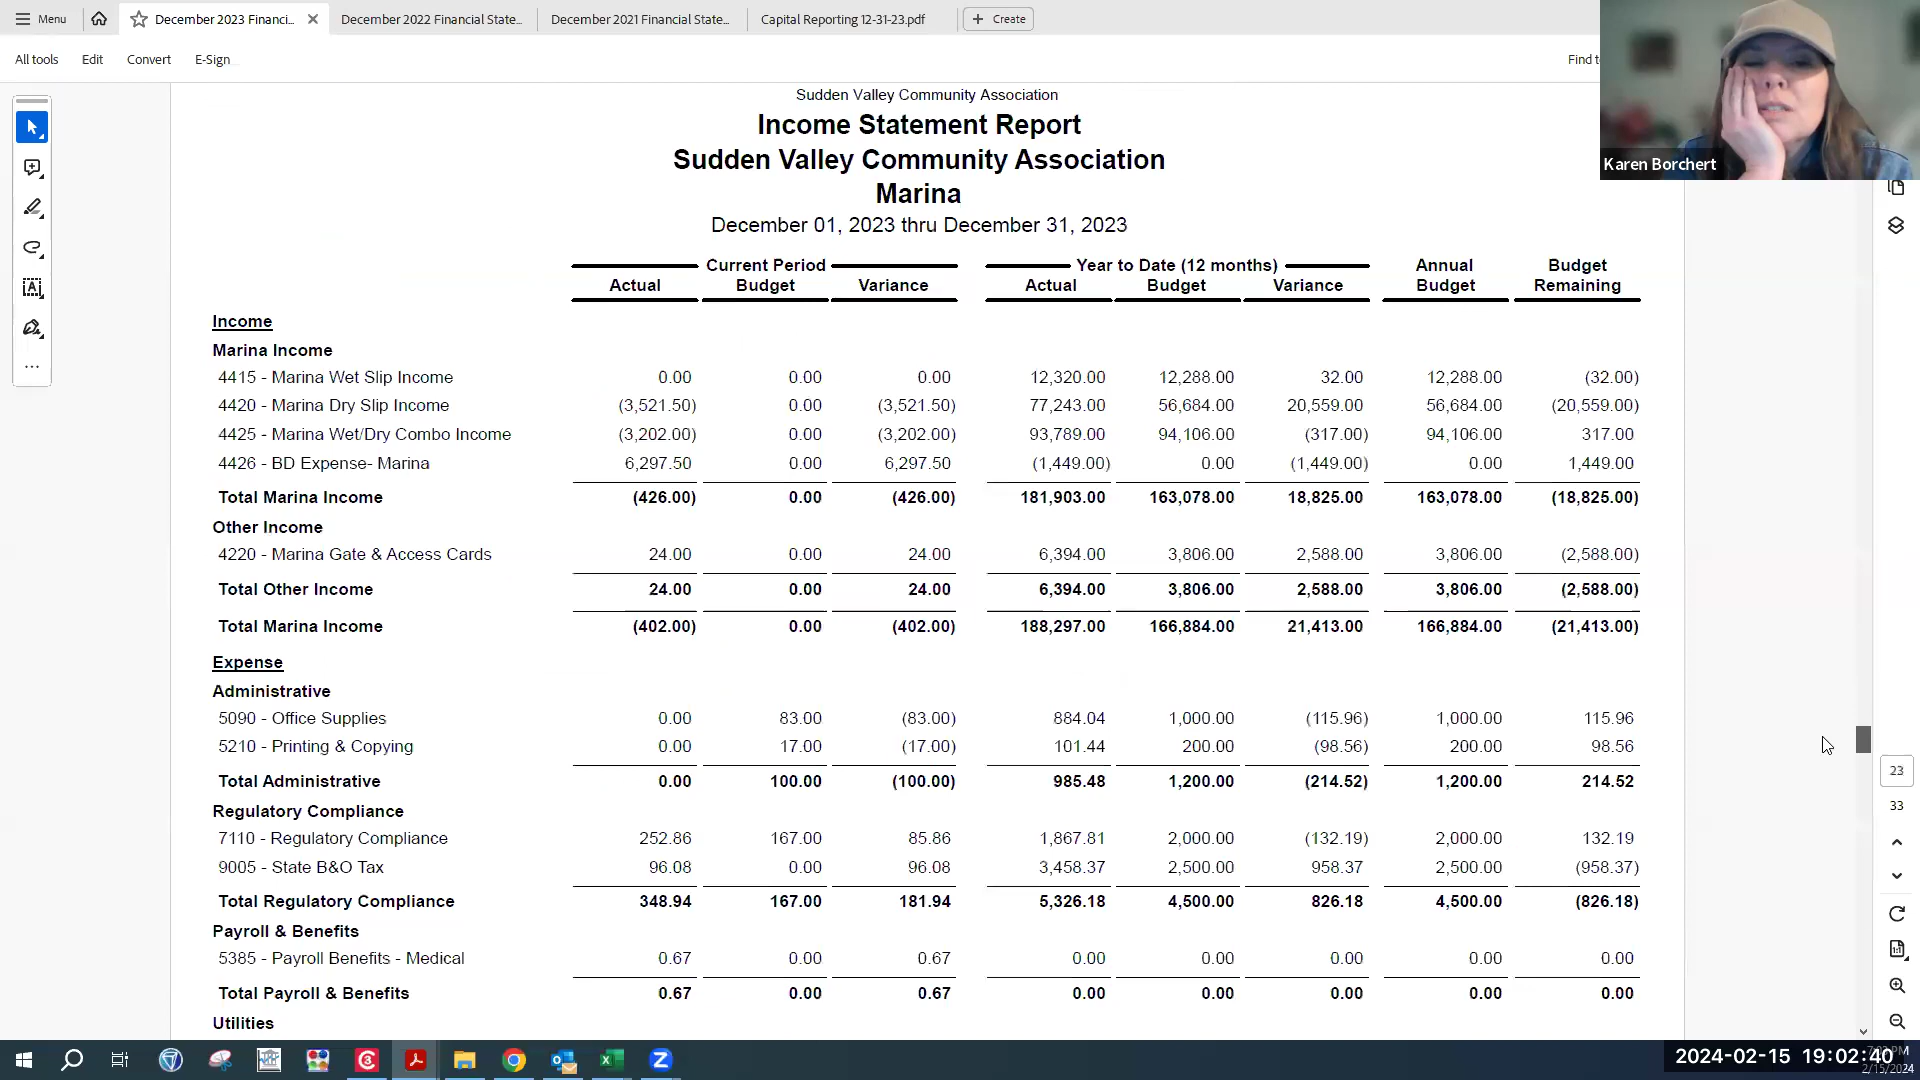 Menu
December 2023 Financi...
December 2022 Financial State...
December 2021 Financial State...
Capital Reporting 12-31-23.pdf
Create
All tools Edit Convert E-Sign
Find t
Karen Borchert
Sudden Valley Community Association
Income Statement Report
Sudden Valley Community Association
Marina
December 01, 2023 thru December 31, 2023
Current Period Year to Date (12 months) Annual Budget
Actual Budget Variance Actual Budget Variance Budget Remaining
Income
Marina Income
4415 - Marina Wet Slip Income 0.00 0.00 0.00 12,320.00 12,288.00 32.00 12,288.00 (32.00)
4420 - Marina Dry Slip Income (3,521.50) 0.00 (3,521.50) 77,243.00 56,684.00 20,559.00 56,684.00 (20,559.00)
4425 - Marina Wet/Dry Combo Income (3,202.00) 0.00 (3,202.00) 93,789.00 94,106.00 (317.00) 94,106.00 317.00
4426 - BD Expense- Marina 6,297.50 0.00 6,297.50 (1,449.00) 0.00 (1,449.00) 0.00 1,449.00
Total Marina Income (426.00) 0.00 (426.00) 181,903.00 163,078.00 18,825.00 163,078.00 (18,825.00)
Other Income
4220 - Marina Gate & Access Cards 24.00 0.00 24.00 6,394.00 3,806.00 2,588.00 3,806.00 (2,588.00)
Total Other Income 24.00 0.00 24.00 6,394.00 3,806.00 2,588.00 3,806.00 (2,588.00)
Total Marina Income (402.00) 0.00 (402.00) 188,297.00 166,884.00 21,413.00 166,884.00 (21,413.00)
Expense
Administrative
5090 - Office Supplies 0.00 83.00 (83.00) 884.04 1,000.00 (115.96) 1,000.00 115.96
5210 - Printing & Copying 0.00 17.00 (17.00) 101.44 200.00 (98.56) 200.00 98.56
Total Administrative 0.00 100.00 (100.00) 985.48 1,200.00 (214.52) 1,200.00 214.52
Regulatory Compliance
7110 - Regulatory Compliance 252.86 167.00 85.86 1,867.81 2,000.00 (132.19) 2,000.00 132.19
9005 - State B&O Tax 96.08 0.00 96.08 3,458.37 2,500.00 958.37 2,500.00 (958.37)
Total Regulatory Compliance 348.94 167.00 181.94 5,326.18 4,500.00 826.18 4,500.00 (826.18)
Payroll & Benefits
5385 - Payroll Benefits - Medical 0.67 0.00 0.67 0.00 0.00 0.00 0.00 0.00
Total Payroll & Benefits 0.67 0.00 0.67 0.00 0.00 0.00 0.00 0.00
Utilities
23
33
2024-02-15 19:02:40
2/15/2024